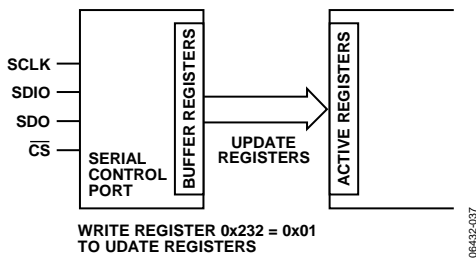 SCLK
SDIO
SDO
CS
SERIAL
CONTROL
PORT
BUFFER REGISTERS
UPDATE
REGISTERS
ACTIVE REGISTERS
WRITE REGISTER 0x232 = 0x01
TO UDATE REGISTERS
06432-037